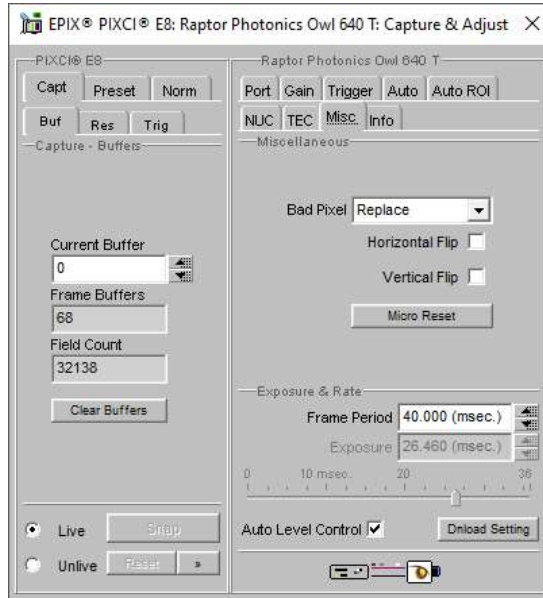 EPIX® PIXCI® E8: Raptor Photonics Owl 640 T: Capture & Adjust
PIXCI® E8
Capt Preset Norm
Buf Res Trig
Capture - Buffers
Current Buffer
0
Frame Buffers
68
Field Count
32138
Clear Buffers
Live Snap
Unlive Reset »
Raptor Photonics Owl 640 T
Port Gain Trigger Auto Auto ROI
NUC TEC Misc Info
Miscellaneous
Bad Pixel Replace
Horizontal Flip
Vertical Flip
Micro Reset
Exposure & Rate
Frame Period 40.000 (msec.)
Exposure 26.460 (msec.)
0 10 msec. 20 36
Auto Level Control Dnload Setting